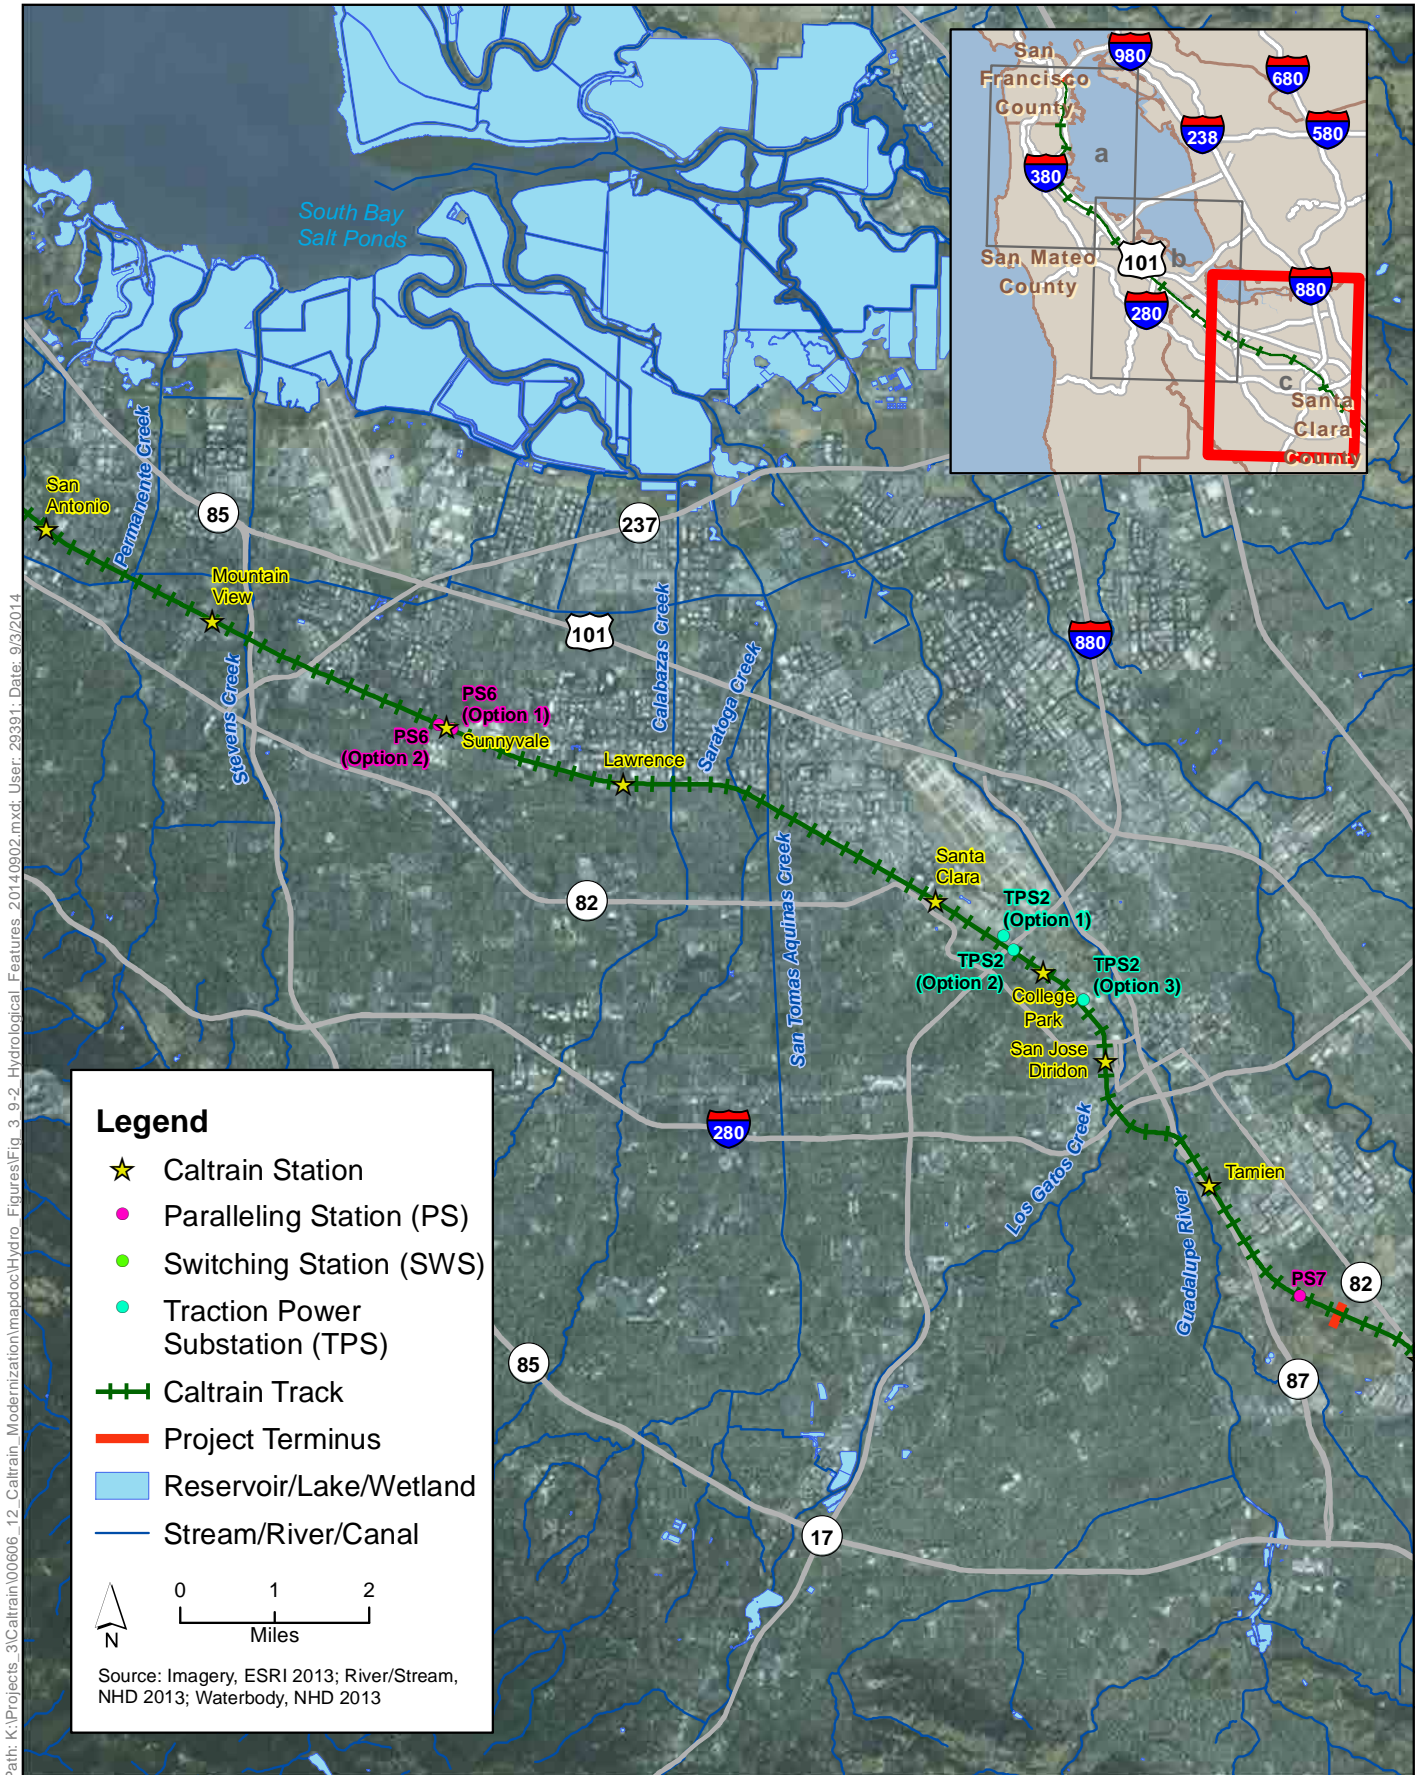 South Bay
Salt Ponds
San
Francisco
County
980
680
238
580
a
380
San Mateo
County
101
b
280
880
c
Santa
Clara
County
San
Antonio
Permanente Creek
85
237
Mountain
View
101
880
Stevens Creek
Calabazas Creek
Saratoga Creek
PS6
(Option 1)
PS6
(Option 2)
Sunnyvale
Lawrence
82
San Tomas Aquinas Creek
Santa
Clara
TPS2
(Option 1)
TPS2
(Option 2)
TPS2
(Option 3)
College
Park
San Jose
Diridon
280
Los Gatos Creek
Tamien
Guadalupe River
PS7
82
87
85
17
Legend
Caltrain Station
Paralleling Station (PS)
Switching Station (SWS)
Traction Power
Substation (TPS)
Caltrain Track
Project Terminus
Reservoir/Lake/Wetland
Stream/River/Canal
0 1 2
Miles
N
Source: Imagery, ESRI 2013; River/Stream,
NHD 2013; Waterbody, NHD 2013
Path: K:\Projects_3\Caltrain\00606_12_Caltrain_Modernization\mapdoc\Hydro_Figures\Fig_3_9-2_Hydrological_Features_20140902.mxd; User: 29391; Date: 9/3/2014